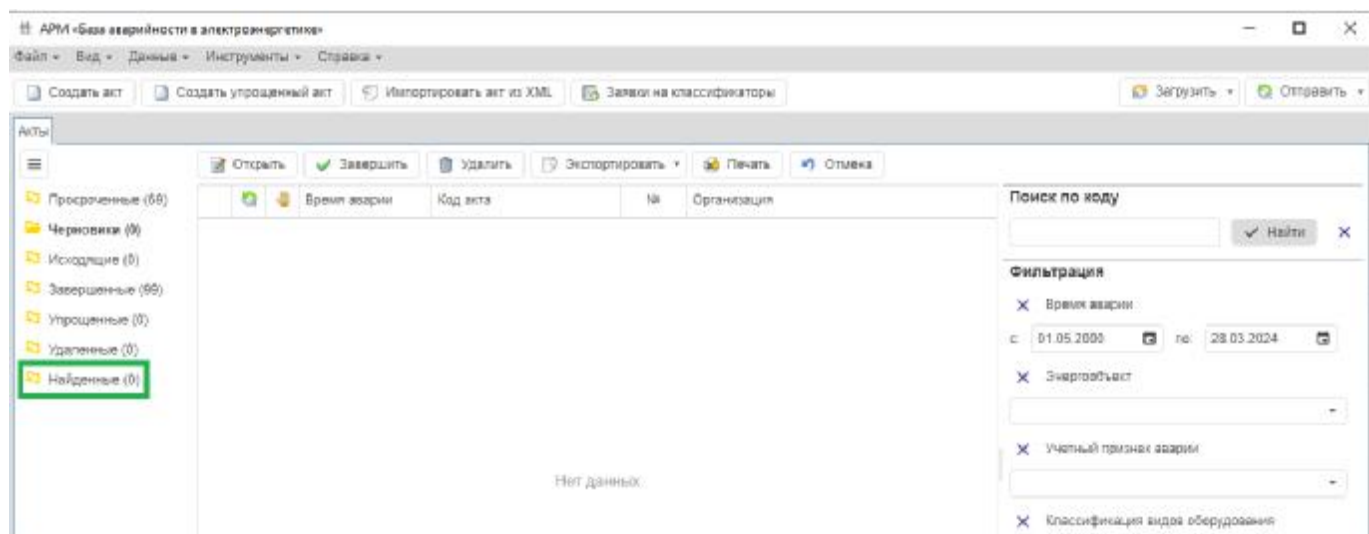 АРМ «База аварийности в электроэнергетике»
Файл Вид Данные Инструменты Справка
Создать акт Создать упрощенный акт Импортировать акт из XML Заявки на классификаторы Загрузить Отправить
Акты
Открыть Завершить Удалить Экспортировать Печать Отмена
Просроченные (69)
Черновики (0)
Исходящие (0)
Завершенные (99)
Упрощенные (0)
Удаленные (0)
Найденные (0)
Время аварии Код акта № Организация
Нет данных
Поиск по коду
Найти
Фильтрация
Время аварии
с: 01.05.2000 по: 28.03.2024
Энергообъект
Учетный признак аварии
Классификация видов оборудования